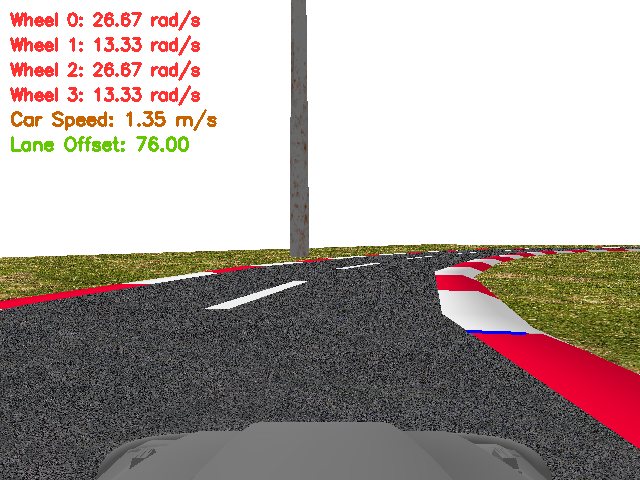 Wheel 0: 26.67 rad/s
Wheel 1: 13.33 rad/s
Wheel 2: 26.67 rad/s
Wheel 3: 13.33 rad/s
Car Speed: 1.35 m/s
Lane Offset: 76.00